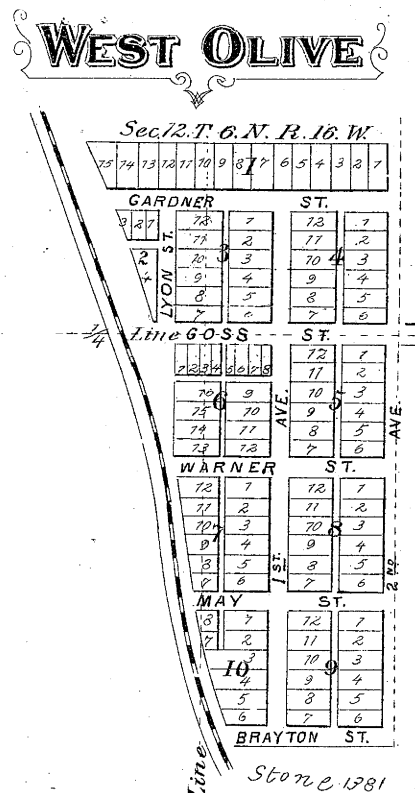 WEST OLIVE
Sec. 12. T. 6. N. R. 16. W.
15 14 13 12 11 10 9 8 7 6 5 4 3 2 1
1
GARDNER ST.
3 2 1 12 1 12 1
11 2 11 2
2 10 3 3 10 4 3
4 9 4 9 4
8 5 8 5
7 6 7 6
LYON ST.
1/4 Line GOSS ST.
1 2 3 4 5 6 7 8 12 1
11 2
16 9 10 3
6 5
15 10 9 4
14 11 8 5
13 12 7 6
AVE.
AVE.
WARNER ST.
12 1 12 1
11 2 11 2
10 3 10 3
7 8
9 4 9 4
8 5 8 5
7 6 7 6
1 ST.
2 ND
MAY ST.
8 1 12 1
7 2 11 2
3 10 3
10 9
4 9 4
5 8 5
6 7 6
BRAYTON ST.
Line
Stone 1381